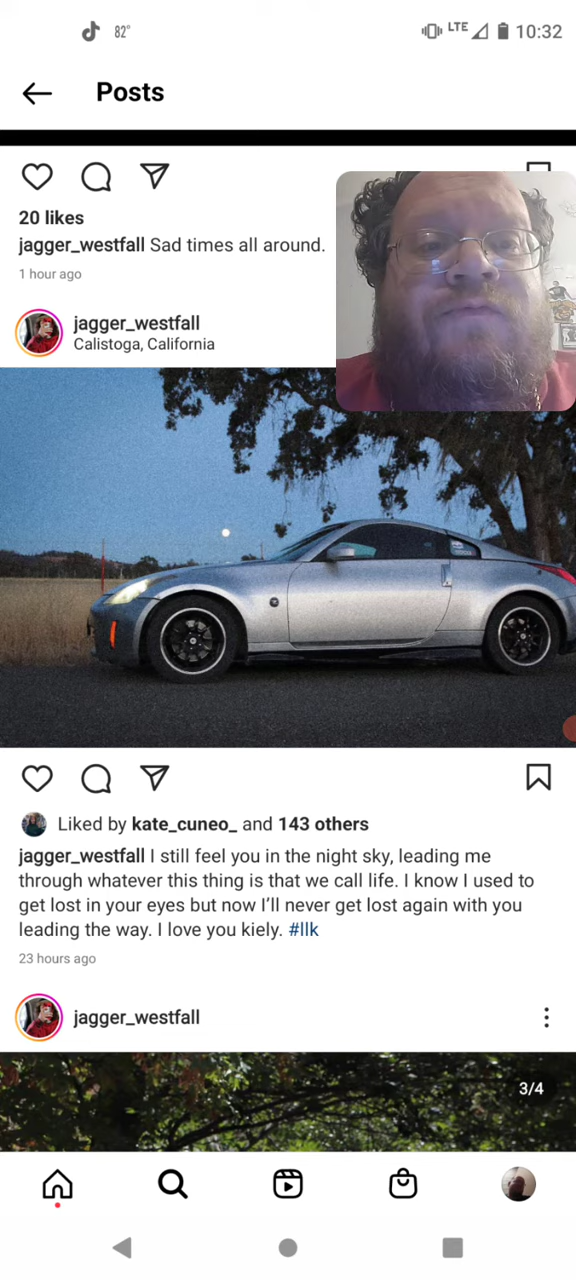 82° LTE 10:32
Posts
20 likes
jagger_westfall Sad times all around.
1 hour ago
jagger_westfall
Calistoga, California
Liked by kate_cuneo_ and 143 others
jagger_westfall I still feel you in the night sky, leading me
through whatever this thing is that we call life. I know I used to
get lost in your eyes but now I'll never get lost again with you
leading the way. I love you kiely. #llk
23 hours ago
jagger_westfall
3/4